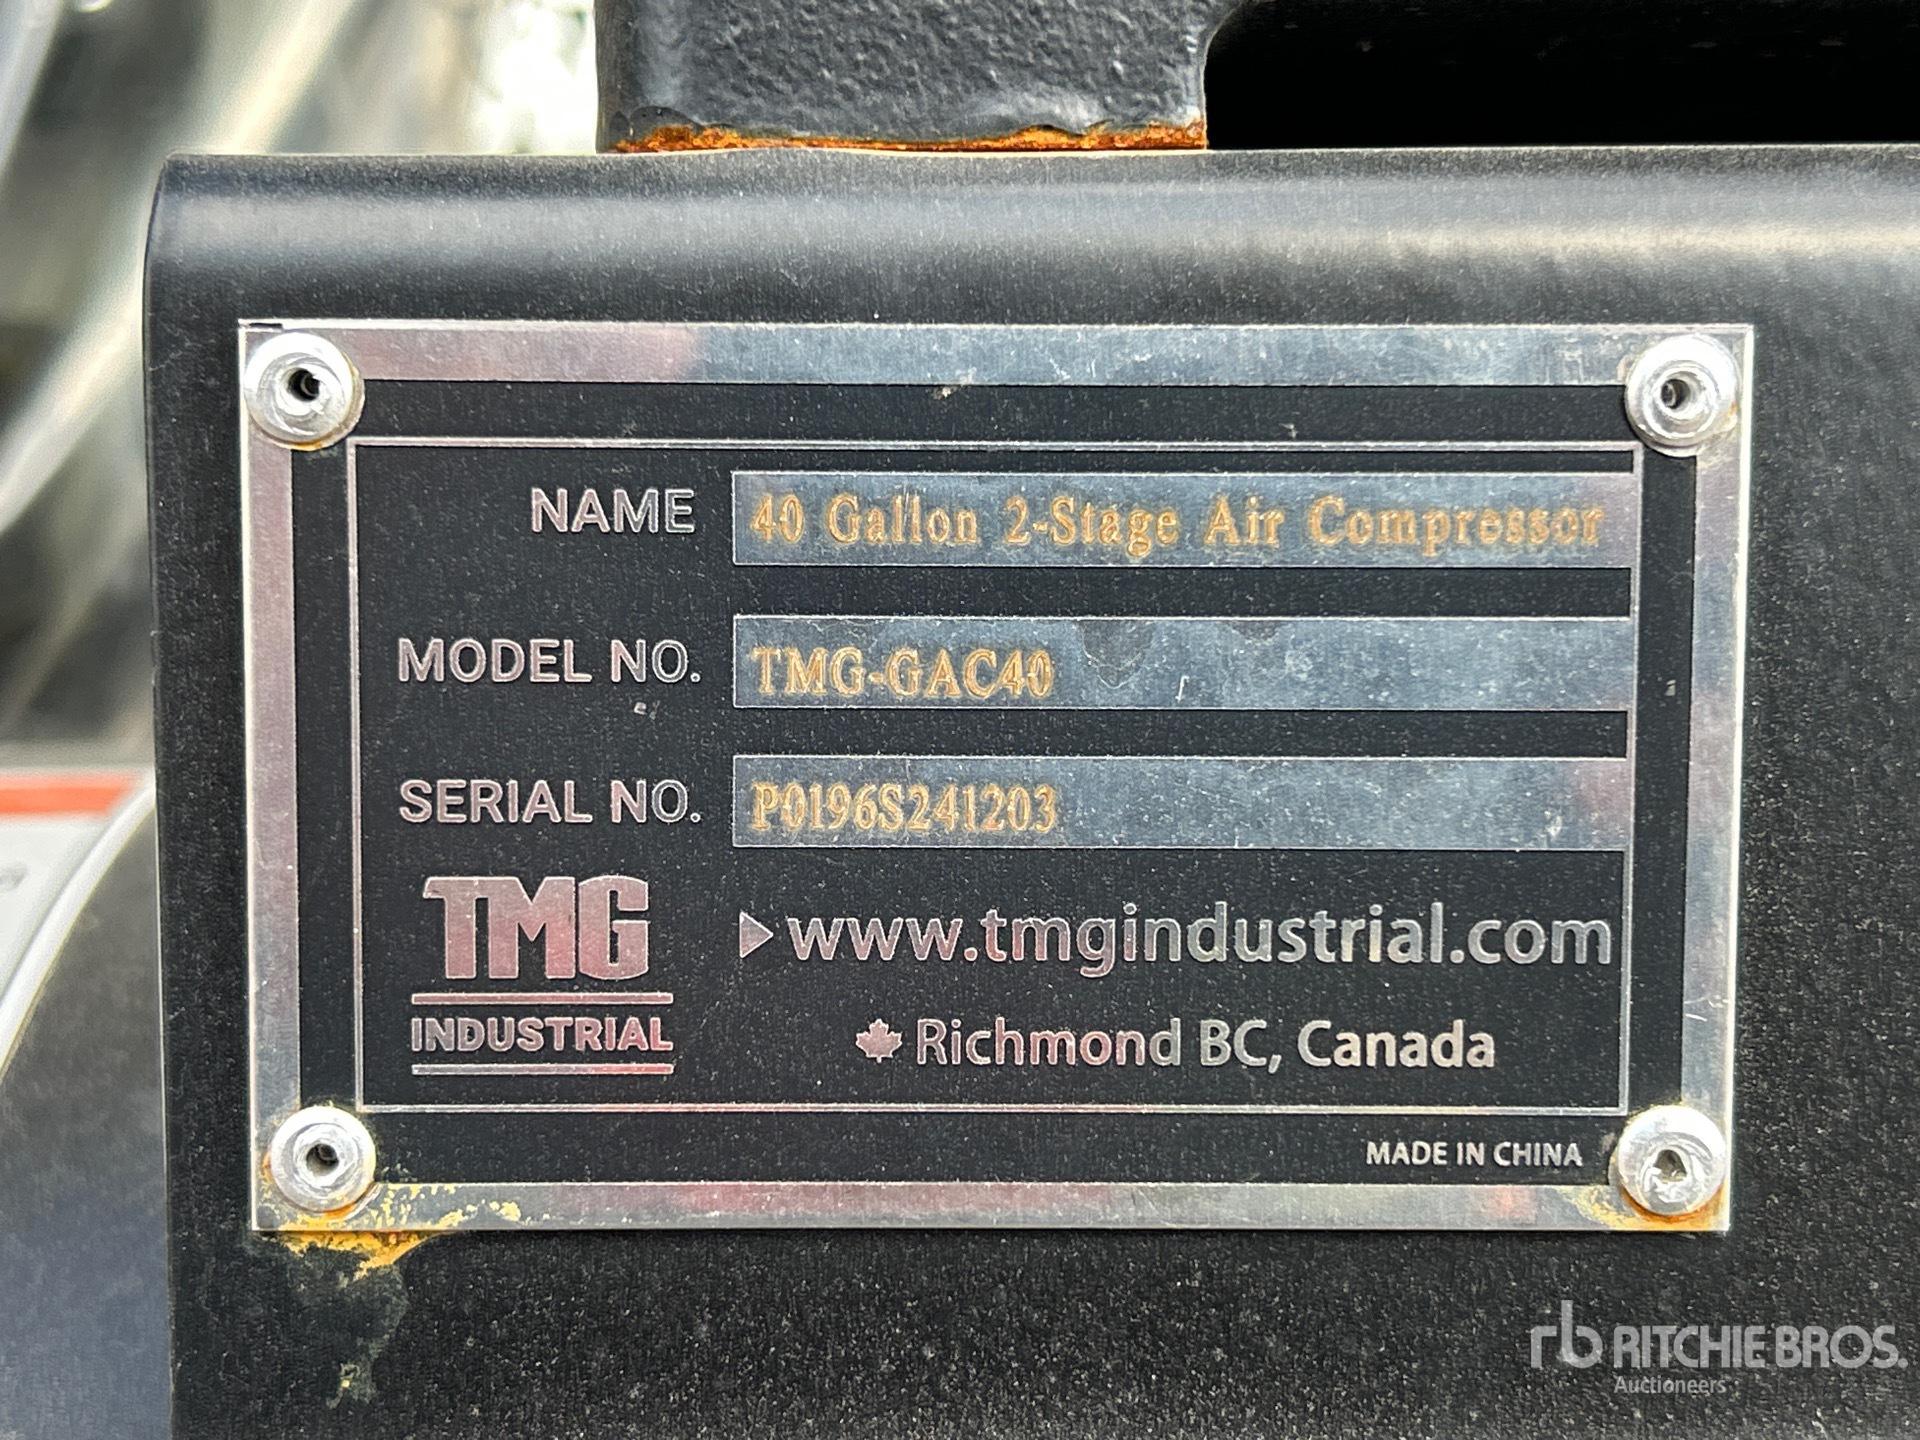 NAME 40 Gallon 2-Stage Air Compressor
MODEL NO. TMG-GAC40
SERIAL NO. P0196S241203
TMG
INDUSTRIAL
www.tmgindustrial.com
Richmond BC, Canada
MADE IN CHINA
rb RITCHIE BROS.
Auctioneers